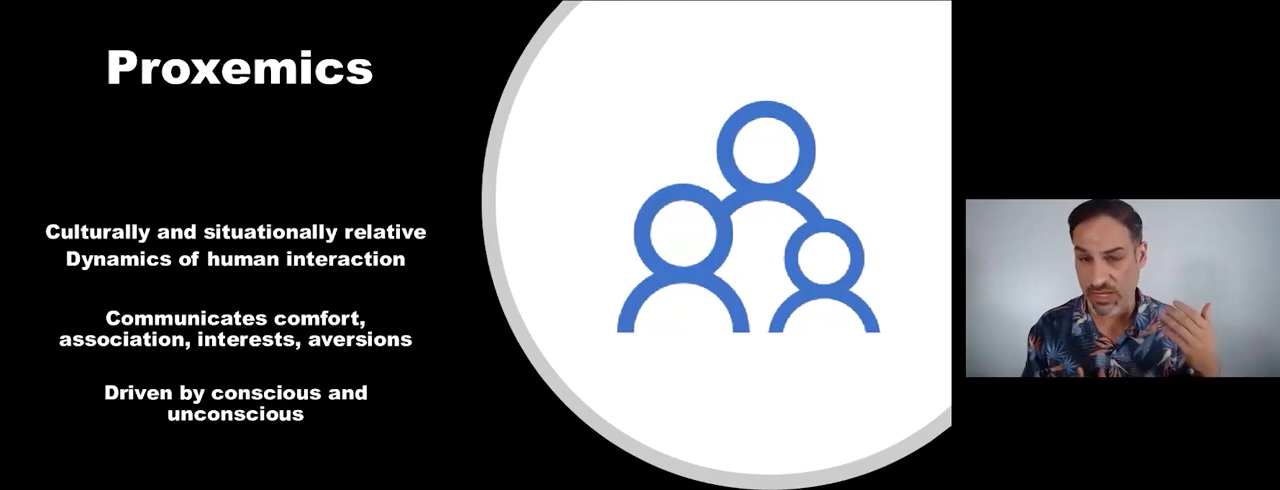 Proxemics
Culturally and situationally relative
Dynamics of human interaction
Communicates comfort,
association, interests, aversions
Driven by conscious and
unconscious